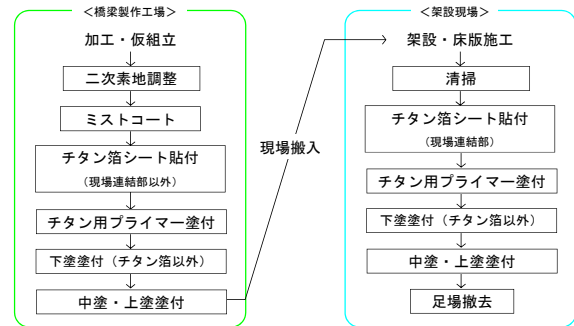 ＜橋梁製作工場＞
加工・仮組立
二次素地調整
ミストコート
チタン箔シート貼付
（現場連結部以外）
チタン用プライマー塗付
下塗塗付（チタン箔以外）
中塗・上塗塗付
現場搬入
＜架設現場＞
架設・床版施工
清掃
チタン箔シート貼付
（現場連結部）
チタン用プライマー塗付
下塗塗付（チタン箔以外）
中塗・上塗塗付
足場撤去